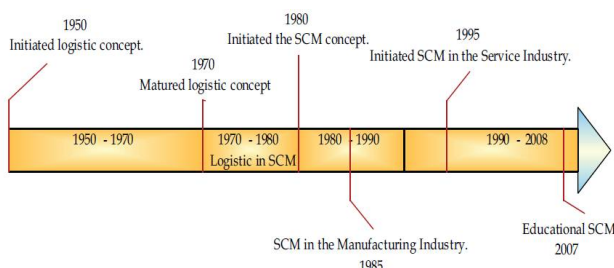 1950
Initiated logistic concept.
1970
Matured logistic concept
1980
Initiated the SCM concept.
1995
Initiated SCM in the Service Industry.
1950 - 1970
1970 - 1980
Logistic in SCM
1980 - 1990
1990 - 2008
SCM in the Manufacturing Industry.
1985
Educational SCM
2007